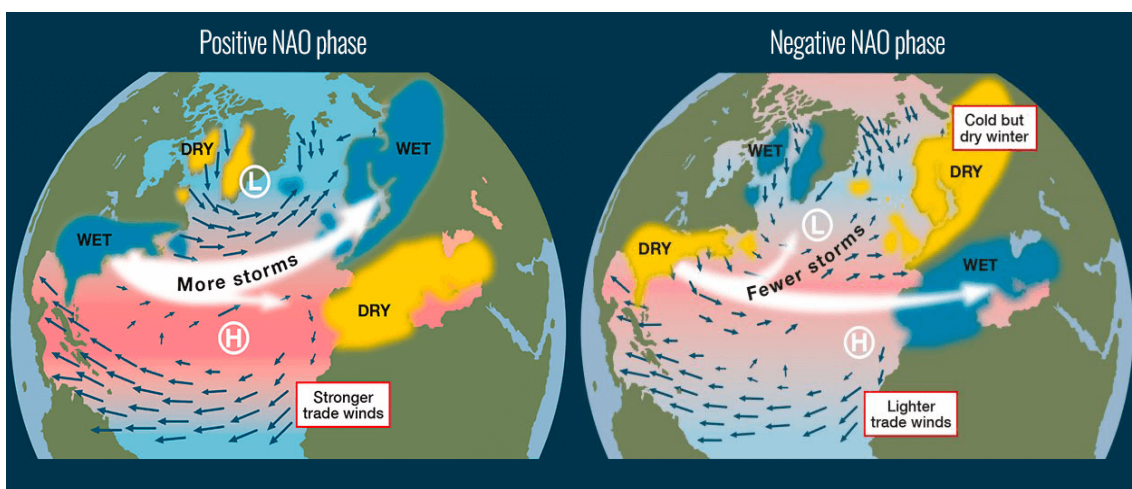 Positive NAO phase
DRY
WET
L
WET
More storms
DRY
H
Stronger
trade winds
Negative NAO phase
Cold but
dry winter
WET
DRY
L
DRY
Fewer storms
WET
H
Lighter
trade winds